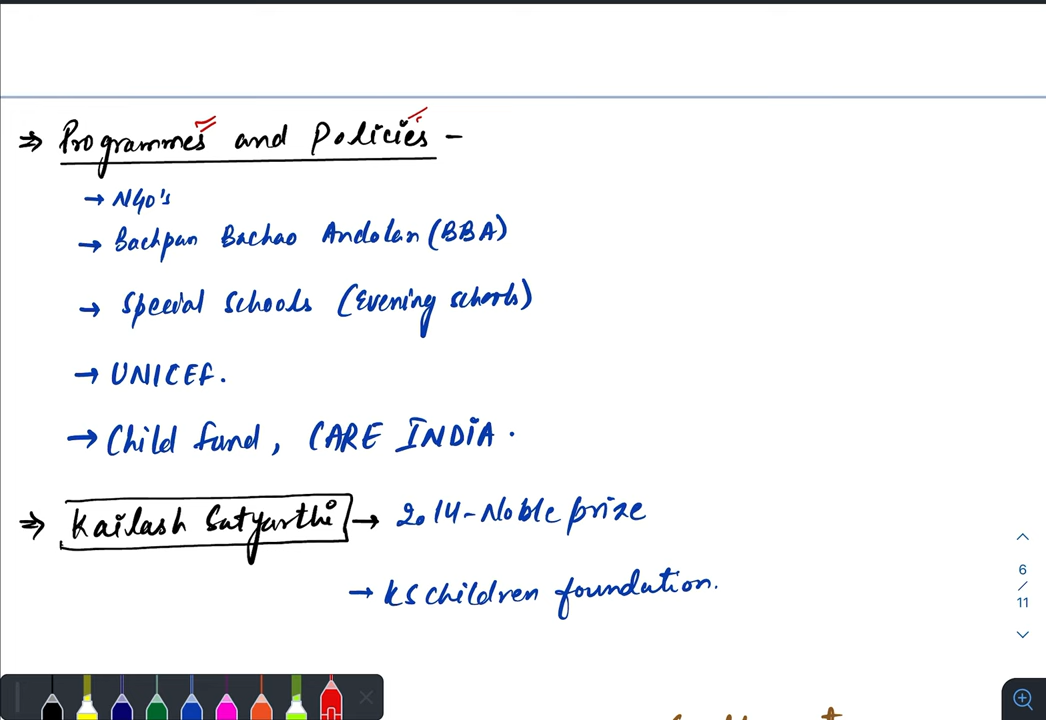 ⇒ Programmes and Policies -
→ NGO's
→ Bachpan Bachao Andolan (BBA)
→ Special Schools (Evening schools)
→ UNICEF.
→ Child fund, CARE INDIA.
⇒ Kailash Satyarthi → 2014 - Noble prize
→ KS children foundation.
6
/
11